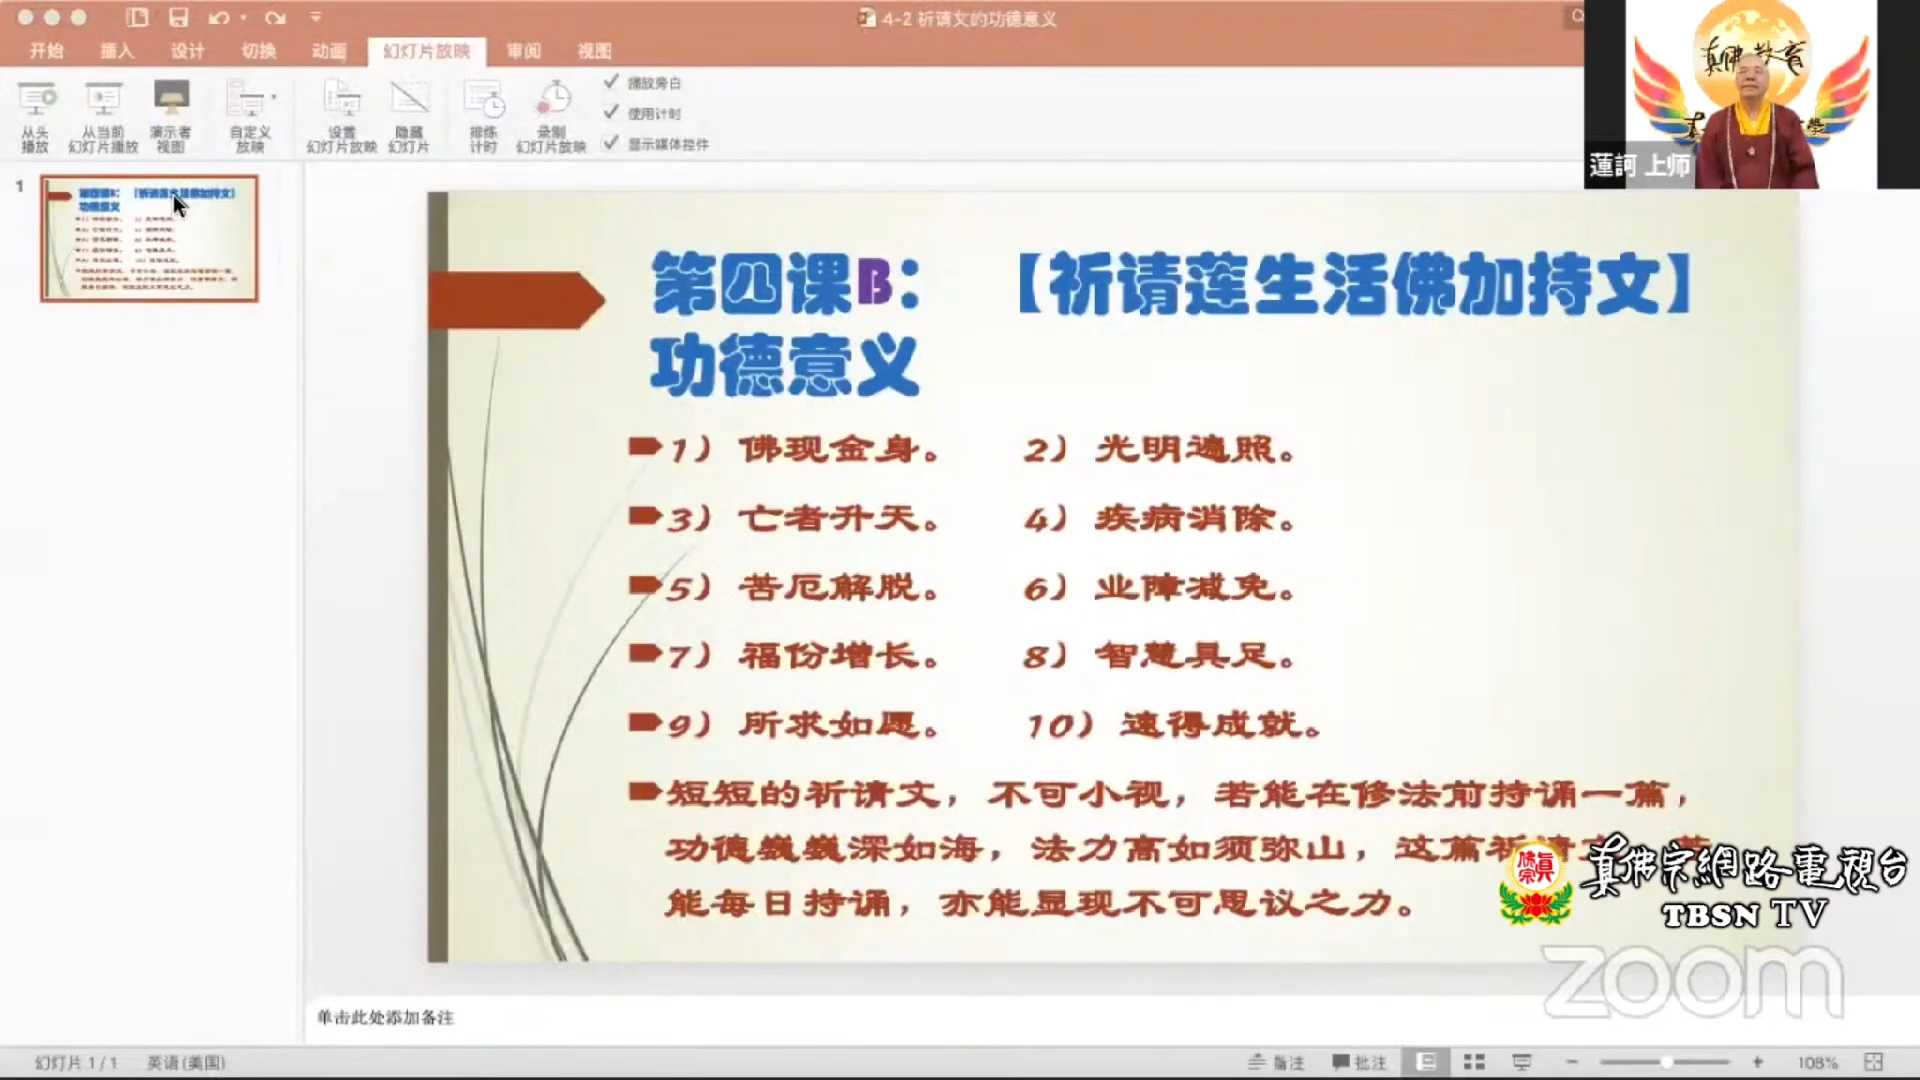 4-2 祈请文的功德意义
开始 插入 设计 切换 动画 幻灯片放映 审阅 视图
从头播放
从当前幻灯片播放
演示者视图
自定义放映
设置幻灯片放映
隐藏幻灯片
排练计时
录制幻灯片放映
播放旁白
使用计时
显示媒体控件
真佛教育
蓮訶 上师
1
第四课B： 【祈请莲生活佛加持文】
功德意义
1）佛现金身。 2）光明遍照。
3）亡者升天。 4）疾病消除。
5）苦厄解脱。 6）业障减免。
7）福份增长。 8）智慧具足。
9）所求如愿。 10）速得成就。
短短的祈请文，不可小视，若能在修法前持诵一篇，
功德巍巍深如海，法力高如须弥山，这篇祈请
能每日持诵，亦能显现不可思议之力。
真佛宗網路電視台
TBSN TV
zoom
单击此处添加备注
幻灯片 1 / 1 英语(美国) 备注 批注 108%